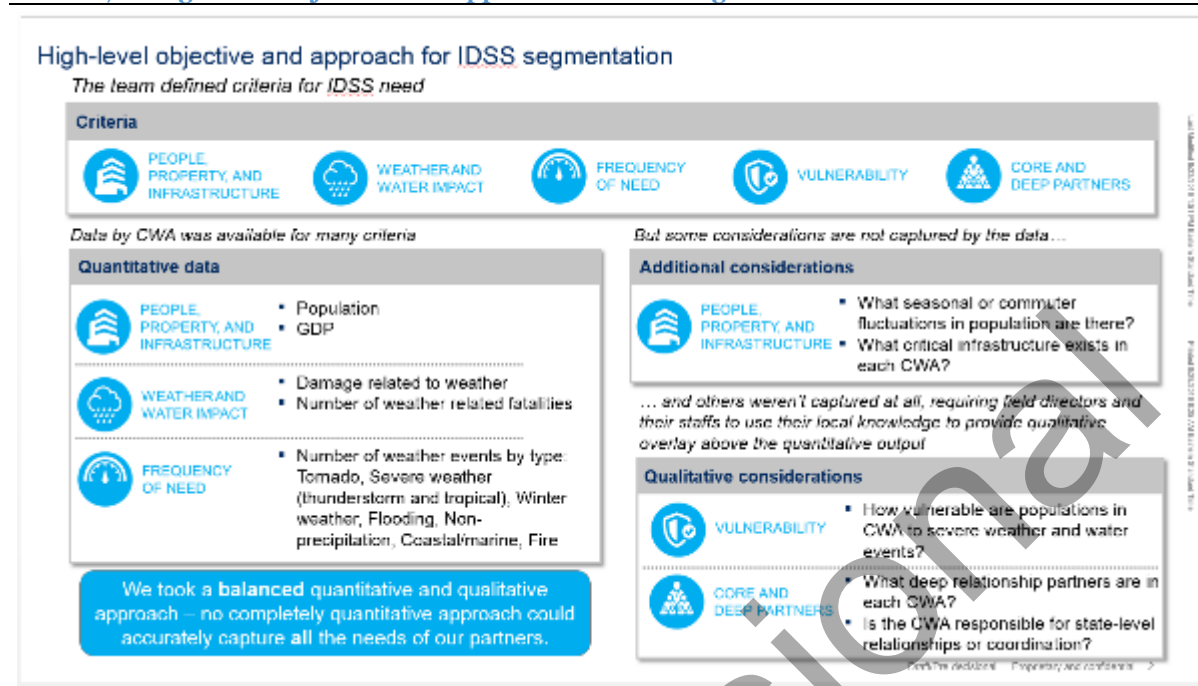 High-level objective and approach for IDSS segmentation
The team defined criteria for IDSS need
Criteria
PEOPLE,
PROPERTY, AND
INFRASTRUCTURE
WEATHER AND
WATER IMPACT
FREQUENCY
OF NEED
VULNERABILITY
CORE AND
DEEP PARTNERS
Data by CWA was available for many criteria
Quantitative data
PEOPLE,
PROPERTY, AND
INFRASTRUCTURE
▪ Population
▪ GDP
WEATHER AND
WATER IMPACT
▪ Damage related to weather
▪ Number of weather related fatalities
FREQUENCY
OF NEED
▪ Number of weather events by type:
Tornado, Severe weather
(thunderstorm and tropical), Winter
weather, Flooding, Non-
precipitation, Coastal/marine, Fire
We took a balanced quantitative and qualitative
approach – no completely quantitative approach could
accurately capture all the needs of our partners.
But some considerations are not captured by the data…
Additional considerations
PEOPLE,
PROPERTY, AND
INFRASTRUCTURE
▪ What seasonal or commuter
fluctuations in population are there?
▪ What critical infrastructure exists in
each CWA?
… and others weren't captured at all, requiring field directors and
their staffs to use their local knowledge to provide qualitative
overlay above the quantitative output
Qualitative considerations
VULNERABILITY
▪ How vulnerable are populations in
CWA to severe weather and water
events?
CORE AND
DEEP PARTNERS
▪ What deep relationship partners are in
each CWA?
▪ Is the CWA responsible for state-level
relationships or coordination?
Draft/Pre decisional Proprietary and confidential 2
sional